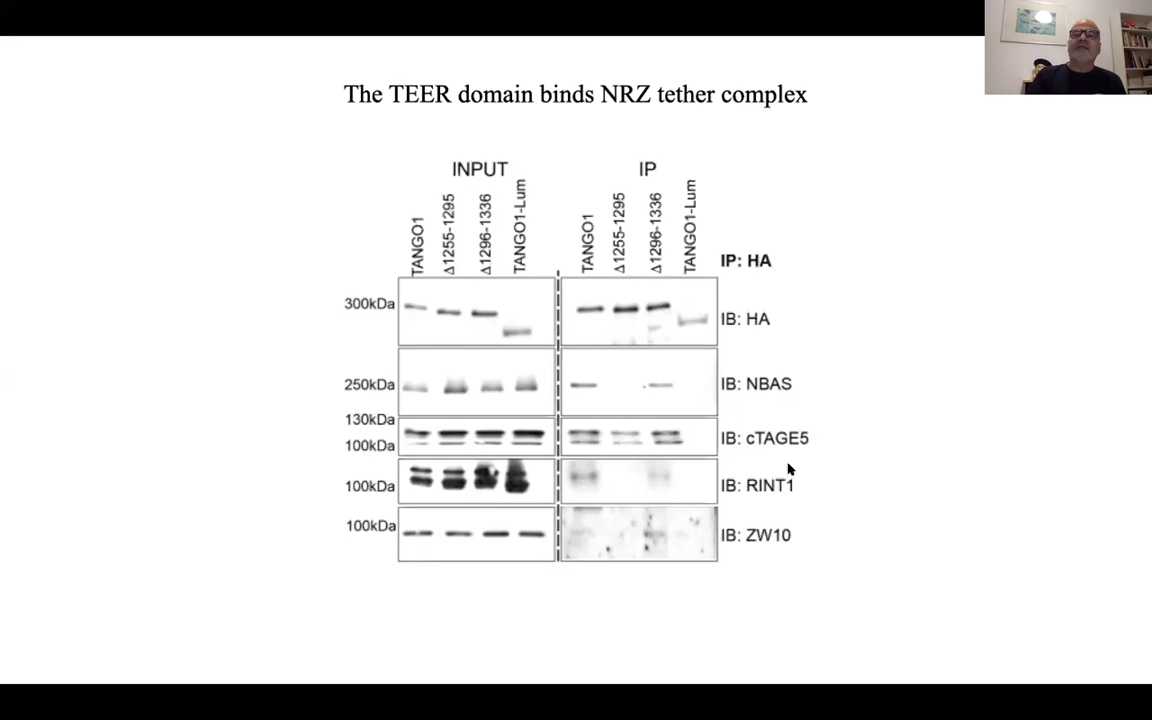 The TEER domain binds NRZ tether complex
INPUT
IP
TANGO1
Δ1255-1295
Δ1296-1336
TANGO1-Lum
TANGO1
Δ1255-1295
Δ1296-1336
TANGO1-Lum
IP: HA
300kDa
IB: HA
250kDa
IB: NBAS
130kDa
100kDa
IB: cTAGE5
100kDa
IB: RINT1
100kDa
IB: ZW10